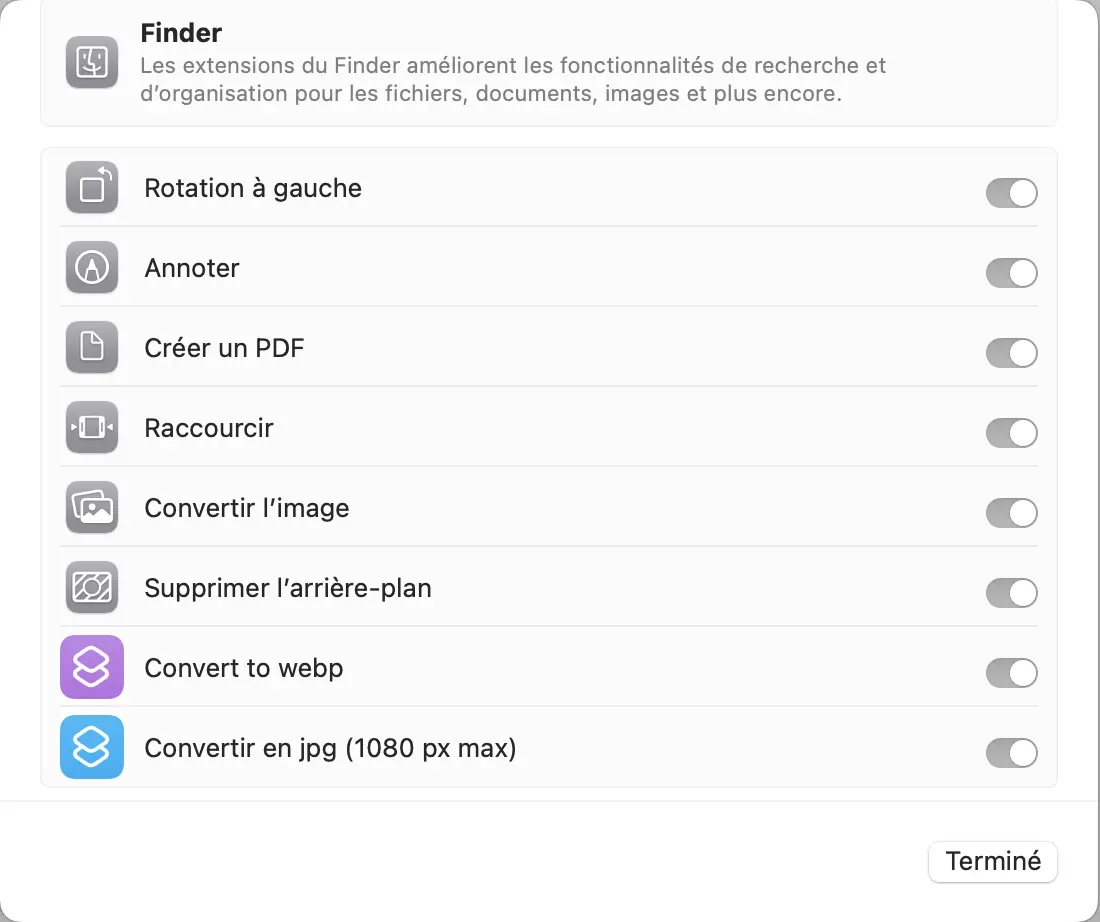 Finder
Les extensions du Finder améliorent les fonctionnalités de recherche et
d’organisation pour les fichiers, documents, images et plus encore.
Rotation à gauche
Annoter
Créer un PDF
Raccourcir
Convertir l’image
Supprimer l’arrière-plan
Convert to webp
Convertir en jpg (1080 px max)
Terminé